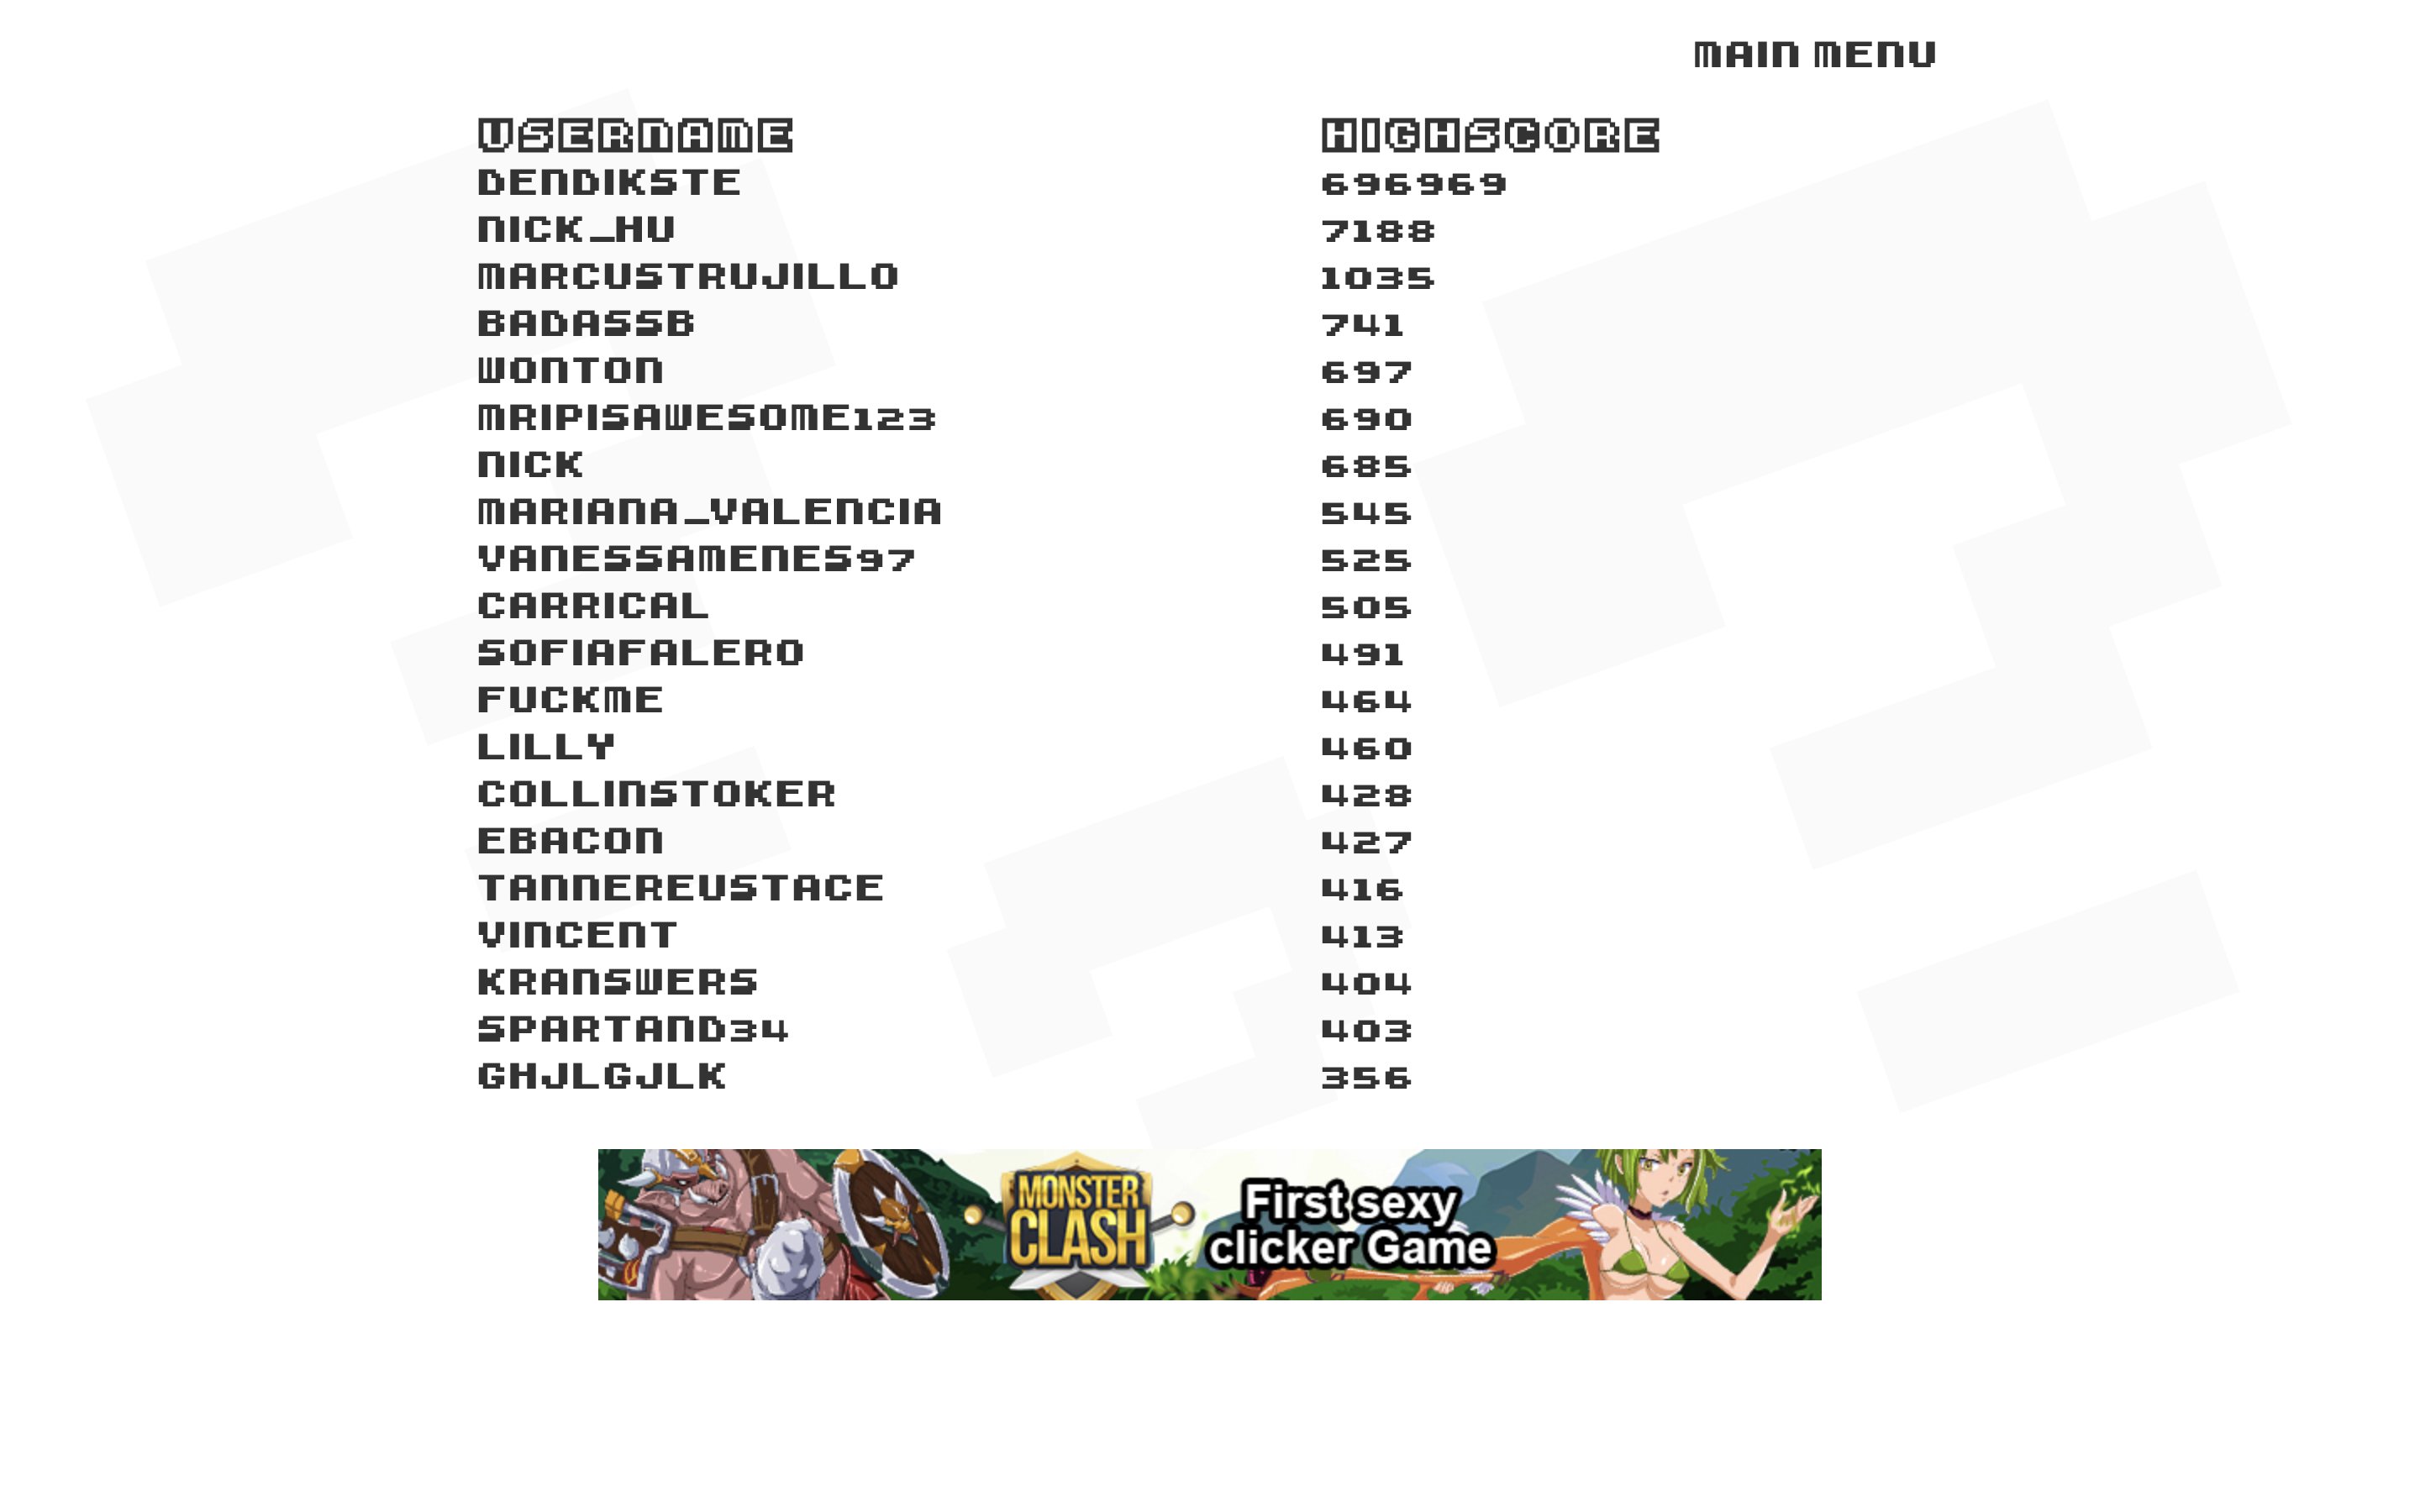 MAIN MENU
USERNAME HIGHSCORE
DENDIKSTE 696969
NICK_HU 7188
MARCUSTRUJILLO 1035
BADASSB 741
WONTON 697
MRIPISAWESOME123 690
NICK 685
MARIANA_VALENCIA 545
VANESSAMENES97 525
CARRICAL 505
SOFIAFALERO 491
FUCKME 464
LILLY 460
COLLINSTOKER 428
EBACON 427
TANNEREUSTACE 416
VINCENT 413
KRANSWERS 404
SPARTAND34 403
GHJLGJLK 356
MONSTER
CLASH
First sexy
clicker Game